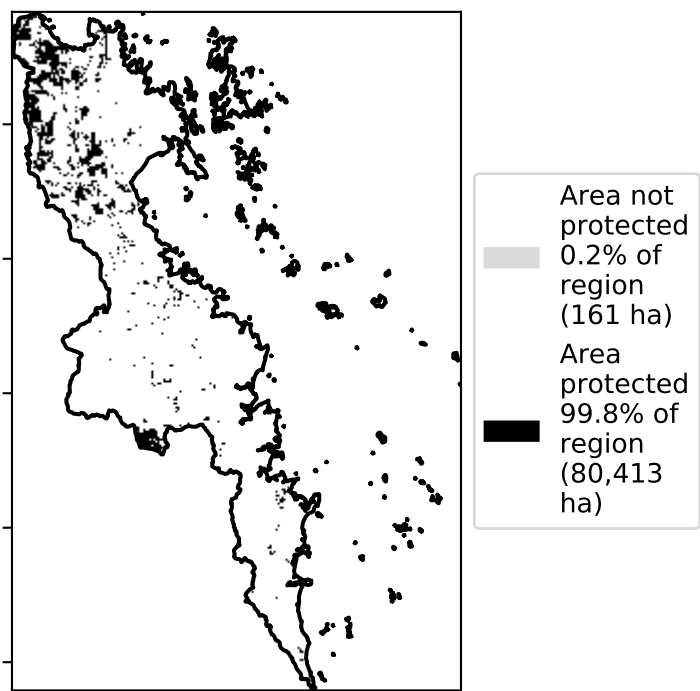 Area not
protected
0.2% of
region
(161 ha)
Area
protected
99.8% of
region
(80,413
ha)